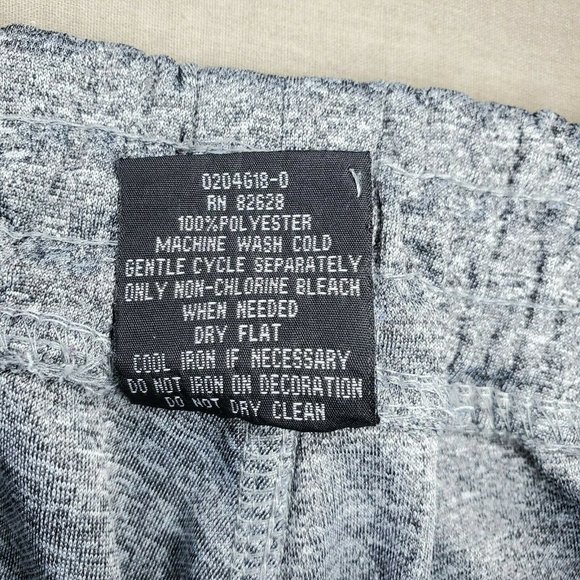 0204G18-0
RN 82628
100%POLYESTER
MACHINE WASH COLD
GENTLE CYCLE SEPARATELY
ONLY NON-CHLORINE BLEACH
WHEN NEEDED
DRY FLAT
COOL IRON IF NECESSARY
DO NOT IRON ON DECORATION
DO NOT DRY CLEAN